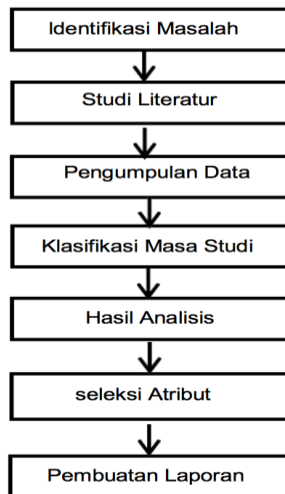 Identifikasi Masalah
Studi Literatur
Pengumpulan Data
Klasifikasi Masa Studi
Hasil Analisis
seleksi Atribut
Pembuatan Laporan